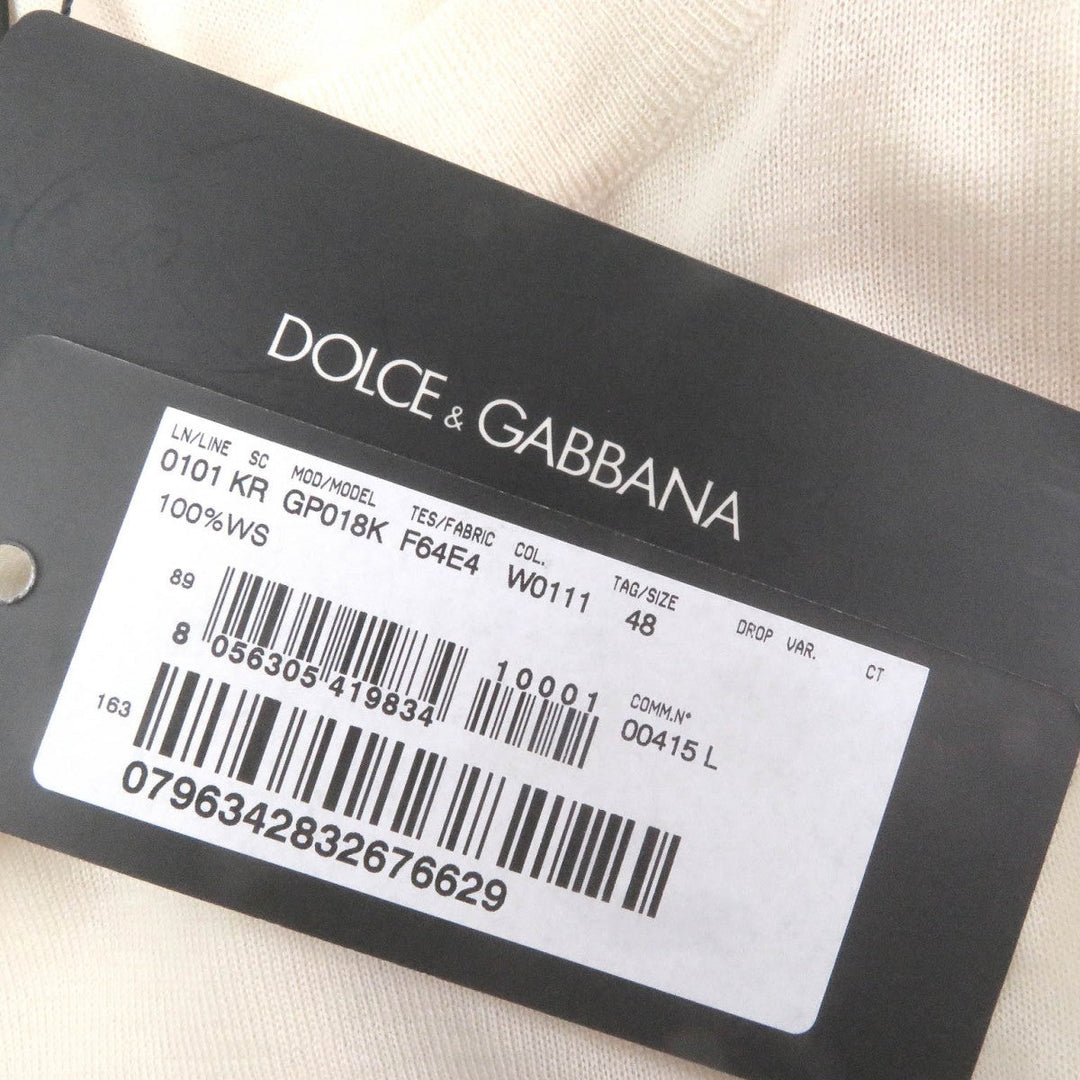 DOLCE & GABBANA
LN/LINE SC MOD/MODEL TES/FABRIC COL. TAG/SIZE DROP VAR. CT
0101 KR GP018K F64E4 W0111 48
100%WS
89
8 056305 419834 10001
COMM.N° 
00415 L
163
0796342832676629